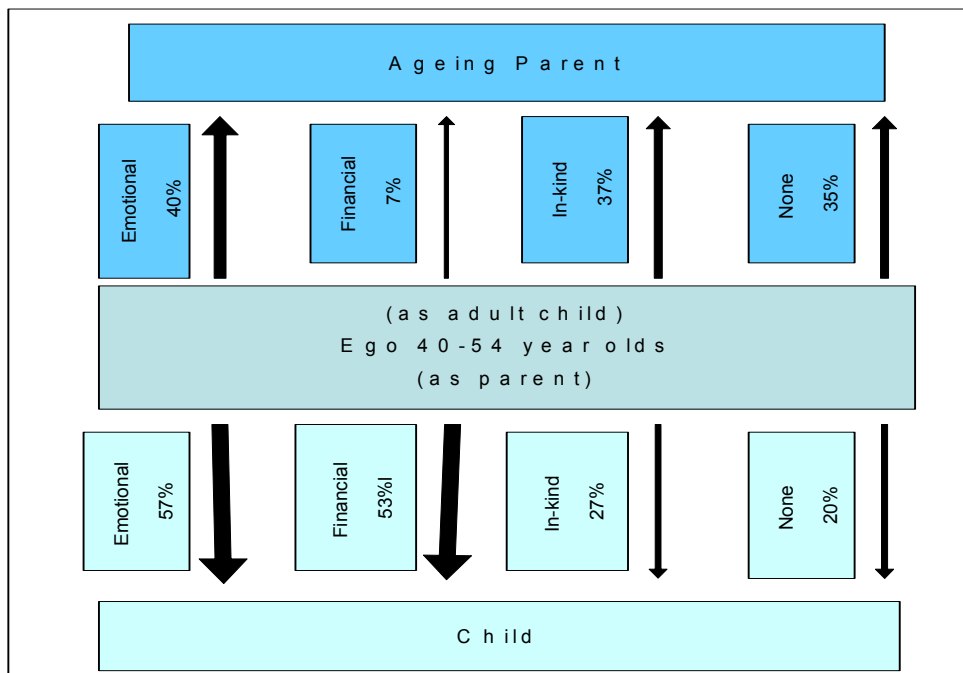 Ageing Parent
Emotional
40%
Financial
7%
In-kind
37%
None
35%
(as adult child)
Ego 40-54 year olds
(as parent)
Emotional
57%
Financial
53%l
In-kind
27%
None
20%
Child